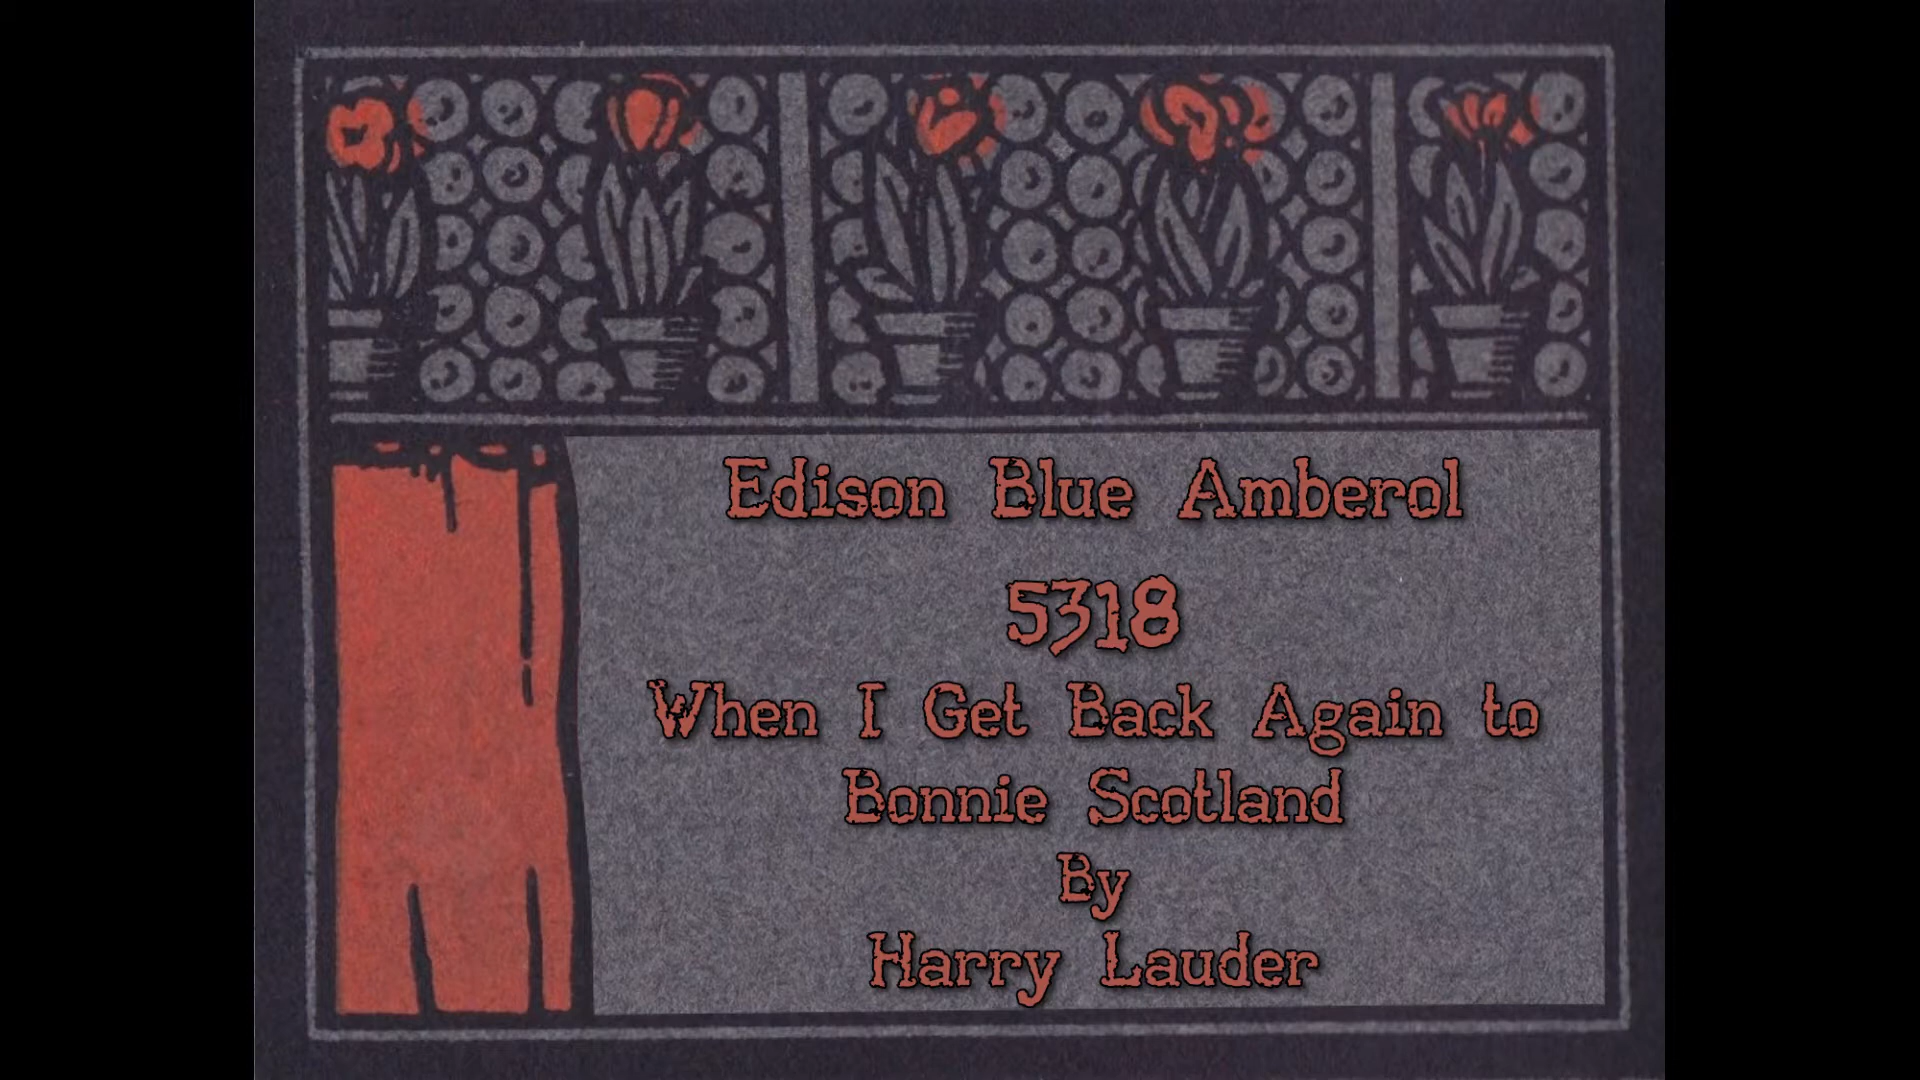 Edison Blue Amberol
5318
When I Get Back Again to
Bonnie Scotland
By
Harry Lauder